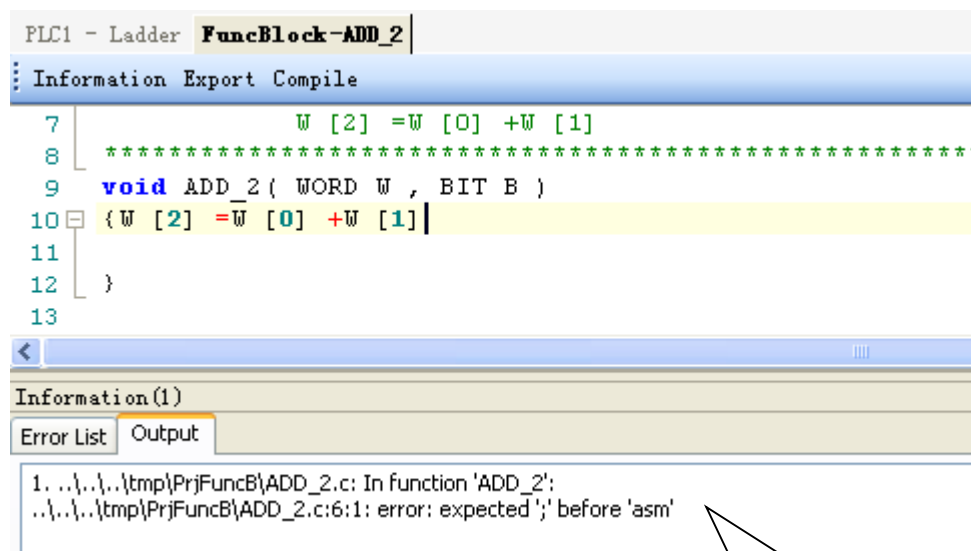 PLC1 - Ladder FuncBlock-ADD_2
Information Export Compile
7 W [2] =W [0] +W [1]
8 ******************************************************
9 void ADD_2( WORD W , BIT B )
10 {W [2] =W [0] +W [1]
11
12 }
13
Information(1)
Error List Output
1. ..\..\..\tmp\PrjFuncB\ADD_2.c: In function 'ADD_2':
..\..\..\tmp\PrjFuncB\ADD_2.c:6:1: error: expected ';' before 'asm'